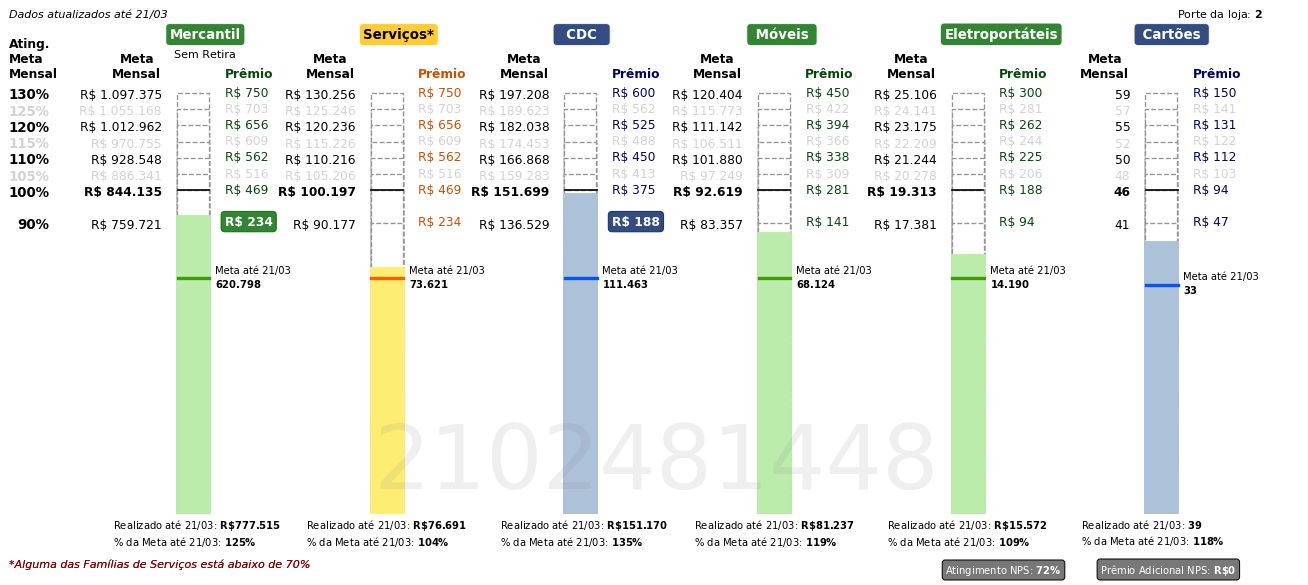 Dados atualizados até 21/03
Porte da loja: 2
Mercantil Serviços* CDC Móveis Eletroportáteis Cartões
Sem Retira
Ating. Meta Mensal
Meta Mensal Prêmio Meta Mensal Prêmio Meta Mensal Prêmio Meta Mensal Prêmio Meta Mensal Prêmio Meta Mensal Prêmio
130% R$ 1.097.375 R$ 750 R$ 130.256 R$ 750 R$ 197.208 R$ 600 R$ 120.404 R$ 450 R$ 25.106 R$ 300 59 R$ 150
125% R$ 1.055.168 R$ 703 R$ 125.246 R$ 703 R$ 189.623 R$ 562 R$ 115.773 R$ 422 R$ 24.141 R$ 281 57 R$ 141
120% R$ 1.012.962 R$ 656 R$ 120.236 R$ 656 R$ 182.038 R$ 525 R$ 111.142 R$ 394 R$ 23.175 R$ 262 55 R$ 131
115% R$ 970.755 R$ 609 R$ 115.226 R$ 609 R$ 174.453 R$ 488 R$ 106.511 R$ 366 R$ 22.209 R$ 244 52 R$ 122
110% R$ 928.548 R$ 562 R$ 110.216 R$ 562 R$ 166.868 R$ 450 R$ 101.880 R$ 338 R$ 21.244 R$ 225 50 R$ 112
105% R$ 886.341 R$ 516 R$ 105.206 R$ 516 R$ 159.283 R$ 413 R$ 97.249 R$ 309 R$ 20.278 R$ 206 48 R$ 103
100% R$ 844.135 R$ 469 R$ 100.197 R$ 469 R$ 151.699 R$ 375 R$ 92.619 R$ 281 R$ 19.313 R$ 188 46 R$ 94
90% R$ 759.721 R$ 234 R$ 90.177 R$ 234 R$ 136.529 R$ 188 R$ 83.357 R$ 141 R$ 17.381 R$ 94 41 R$ 47
Meta até 21/03 Meta até 21/03 Meta até 21/03 Meta até 21/03 Meta até 21/03 Meta até 21/03
620.798 73.621 111.463 68.124 14.190 33
2102481448
Realizado até 21/03: R$777.515 Realizado até 21/03: R$76.691 Realizado até 21/03: R$151.170 Realizado até 21/03: R$81.237 Realizado até 21/03: R$15.572 Realizado até 21/03: 39
% da Meta até 21/03: 125% % da Meta até 21/03: 104% % da Meta até 21/03: 135% % da Meta até 21/03: 119% % da Meta até 21/03: 109% % da Meta até 21/03: 118%
*Alguma das Famílias de Serviços está abaixo de 70%
Atingimento NPS: 72% Prêmio Adicional NPS: R$0